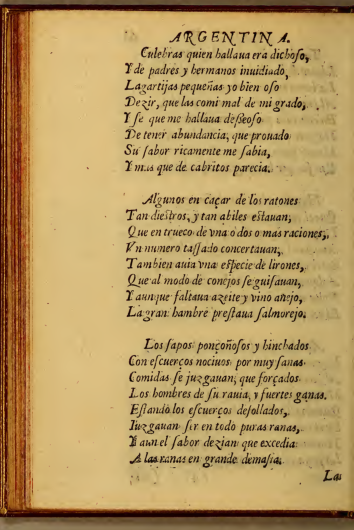 ARGENTINA.
Culebras quien hallaua era dichoso,
Y de padres y hermanos inuidiado,
Lagartijas pequeñas yo bien oso
Dezir, que las comi mal de mi grado,
Y se que me hallaua desseoso
De tener abundancia, que prouado
Su sabor ricamente me sabia,
Y mas que de cabritos parecia.
Algunos en caçar de los ratones
Tan diestros, y tan abiles estauan,
Que en trueco de vna o dos o mas raciones,
Vn numero tassado concertauan,
Tambien auia vna especie de lirones,
Que al modo de conejos se guisauan,
Y aunque faltaua azeite y vino añejo,
La gran hambre prestaua salmorejo.
Los sapos ponçoñosos y hinchados
Con escuerços nociuos por muy sanas
Comidas se juzgauan, que forçados
Los hombres de su rauia, y fuertes ganas.
Estando los escuerços desollados,
Iuzgauan ser en todo puras ranas,
Y aun el sabor dezian que excedia
A las ranas en grande demasia.
Las